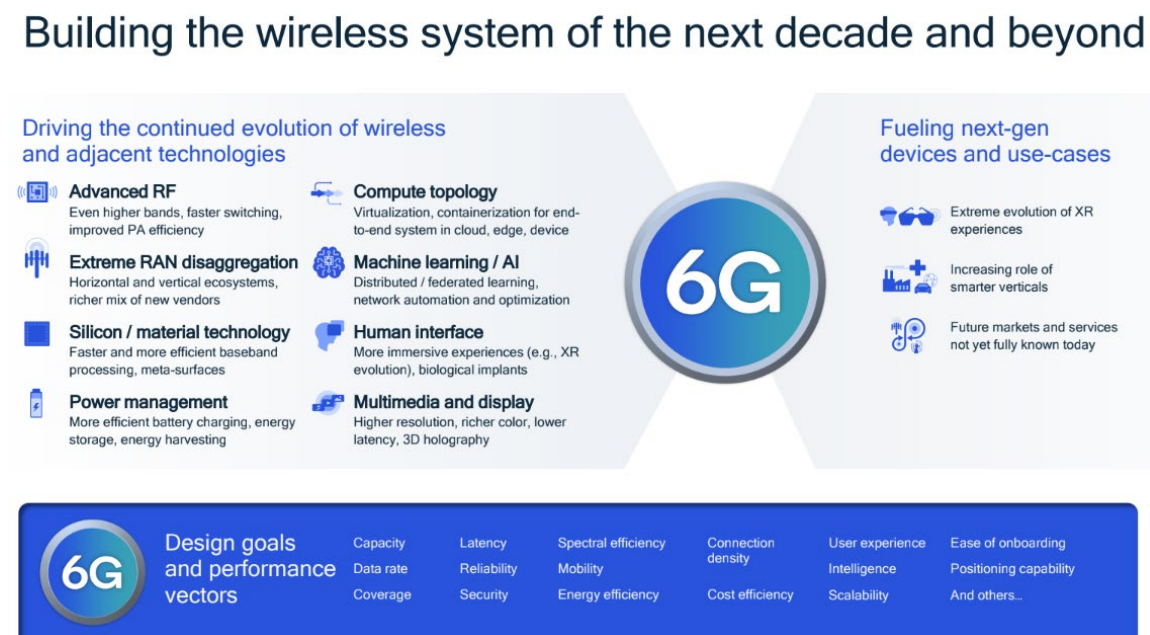 Building the wireless system of the next decade and beyond
Driving the continued evolution of wireless
and adjacent technologies
Advanced RF
Even higher bands, faster switching,
improved PA efficiency
Extreme RAN disaggregation
Horizontal and vertical ecosystems,
richer mix of new vendors
Silicon / material technology
Faster and more efficient baseband
processing, meta-surfaces
Power management
More efficient battery charging, energy
storage, energy harvesting
Compute topology
Virtualization, containerization for end-
to-end system in cloud, edge, device
Machine learning / AI
Distributed / federated learning,
network automation and optimization
Human interface
More immersive experiences (e.g., XR
evolution), biological implants
Multimedia and display
Higher resolution, richer color, lower
latency, 3D holography
6G
Fueling next-gen
devices and use-cases
Extreme evolution of XR
experiences
Increasing role of
smarter verticals
Future markets and services
not yet fully known today
6G
Design goals
and performance
vectors
Capacity
Data rate
Coverage
Latency
Reliability
Security
Spectral efficiency
Mobility
Energy efficiency
Connection
density
Cost efficiency
User experience
Intelligence
Scalability
Ease of onboarding
Positioning capability
And others...